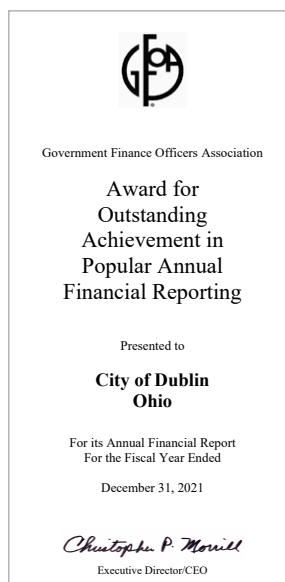 GFOA
Government Finance Officers Association
Award for
Outstanding
Achievement in
Popular Annual
Financial Reporting
Presented to
City of Dublin
Ohio
For its Annual Financial Report
For the Fiscal Year Ended
December 31, 2021
Christopher P. Morrill
Executive Director/CEO